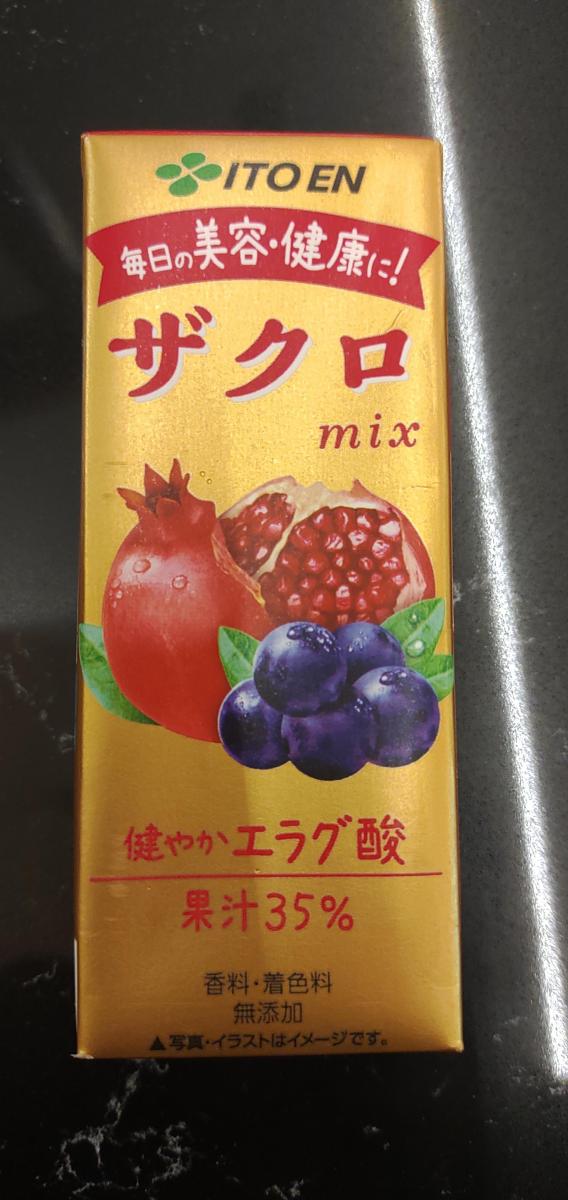 ITO EN
毎日の美容・健康に!
ザクロ
mix
健やかエラグ酸
果汁35%
香料・着色料
無添加
▲写真・イラストはイメージです。